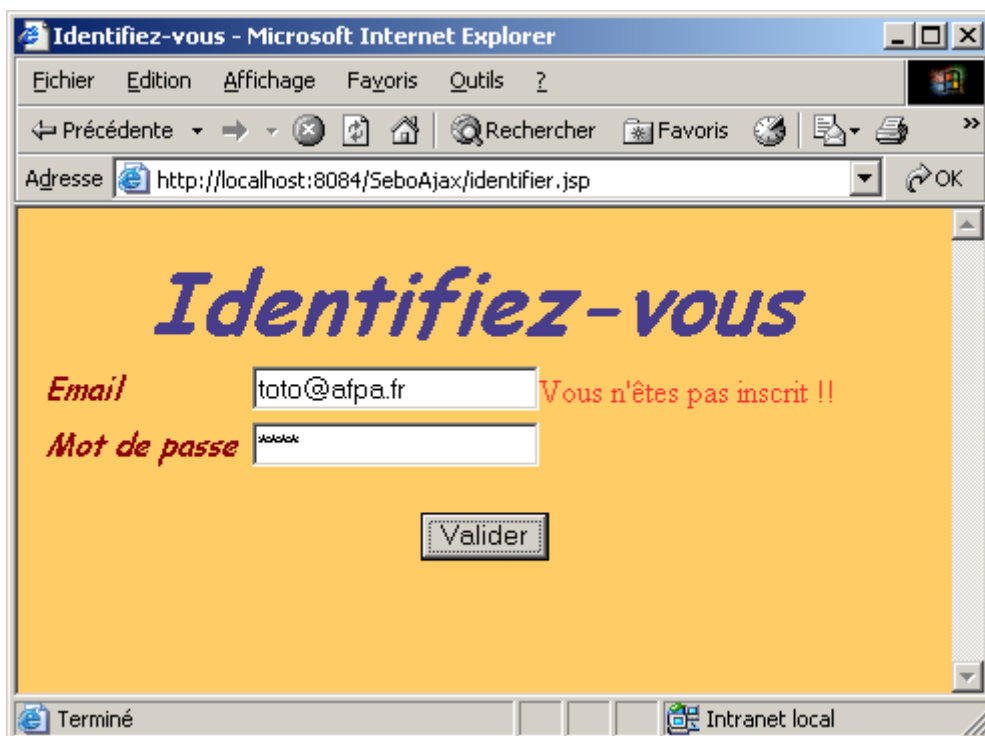 Identifiez-vous - Microsoft Internet Explorer
Fichier Edition Affichage Favoris Outils ?
Précédente Rechercher Favoris »
Adresse http://localhost:8084/SeboAjax/identifier.jsp OK
Identifiez-vous
Email toto@afpa.fr Vous n'êtes pas inscrit !!
Mot de passe ****
Valider
Terminé Intranet local